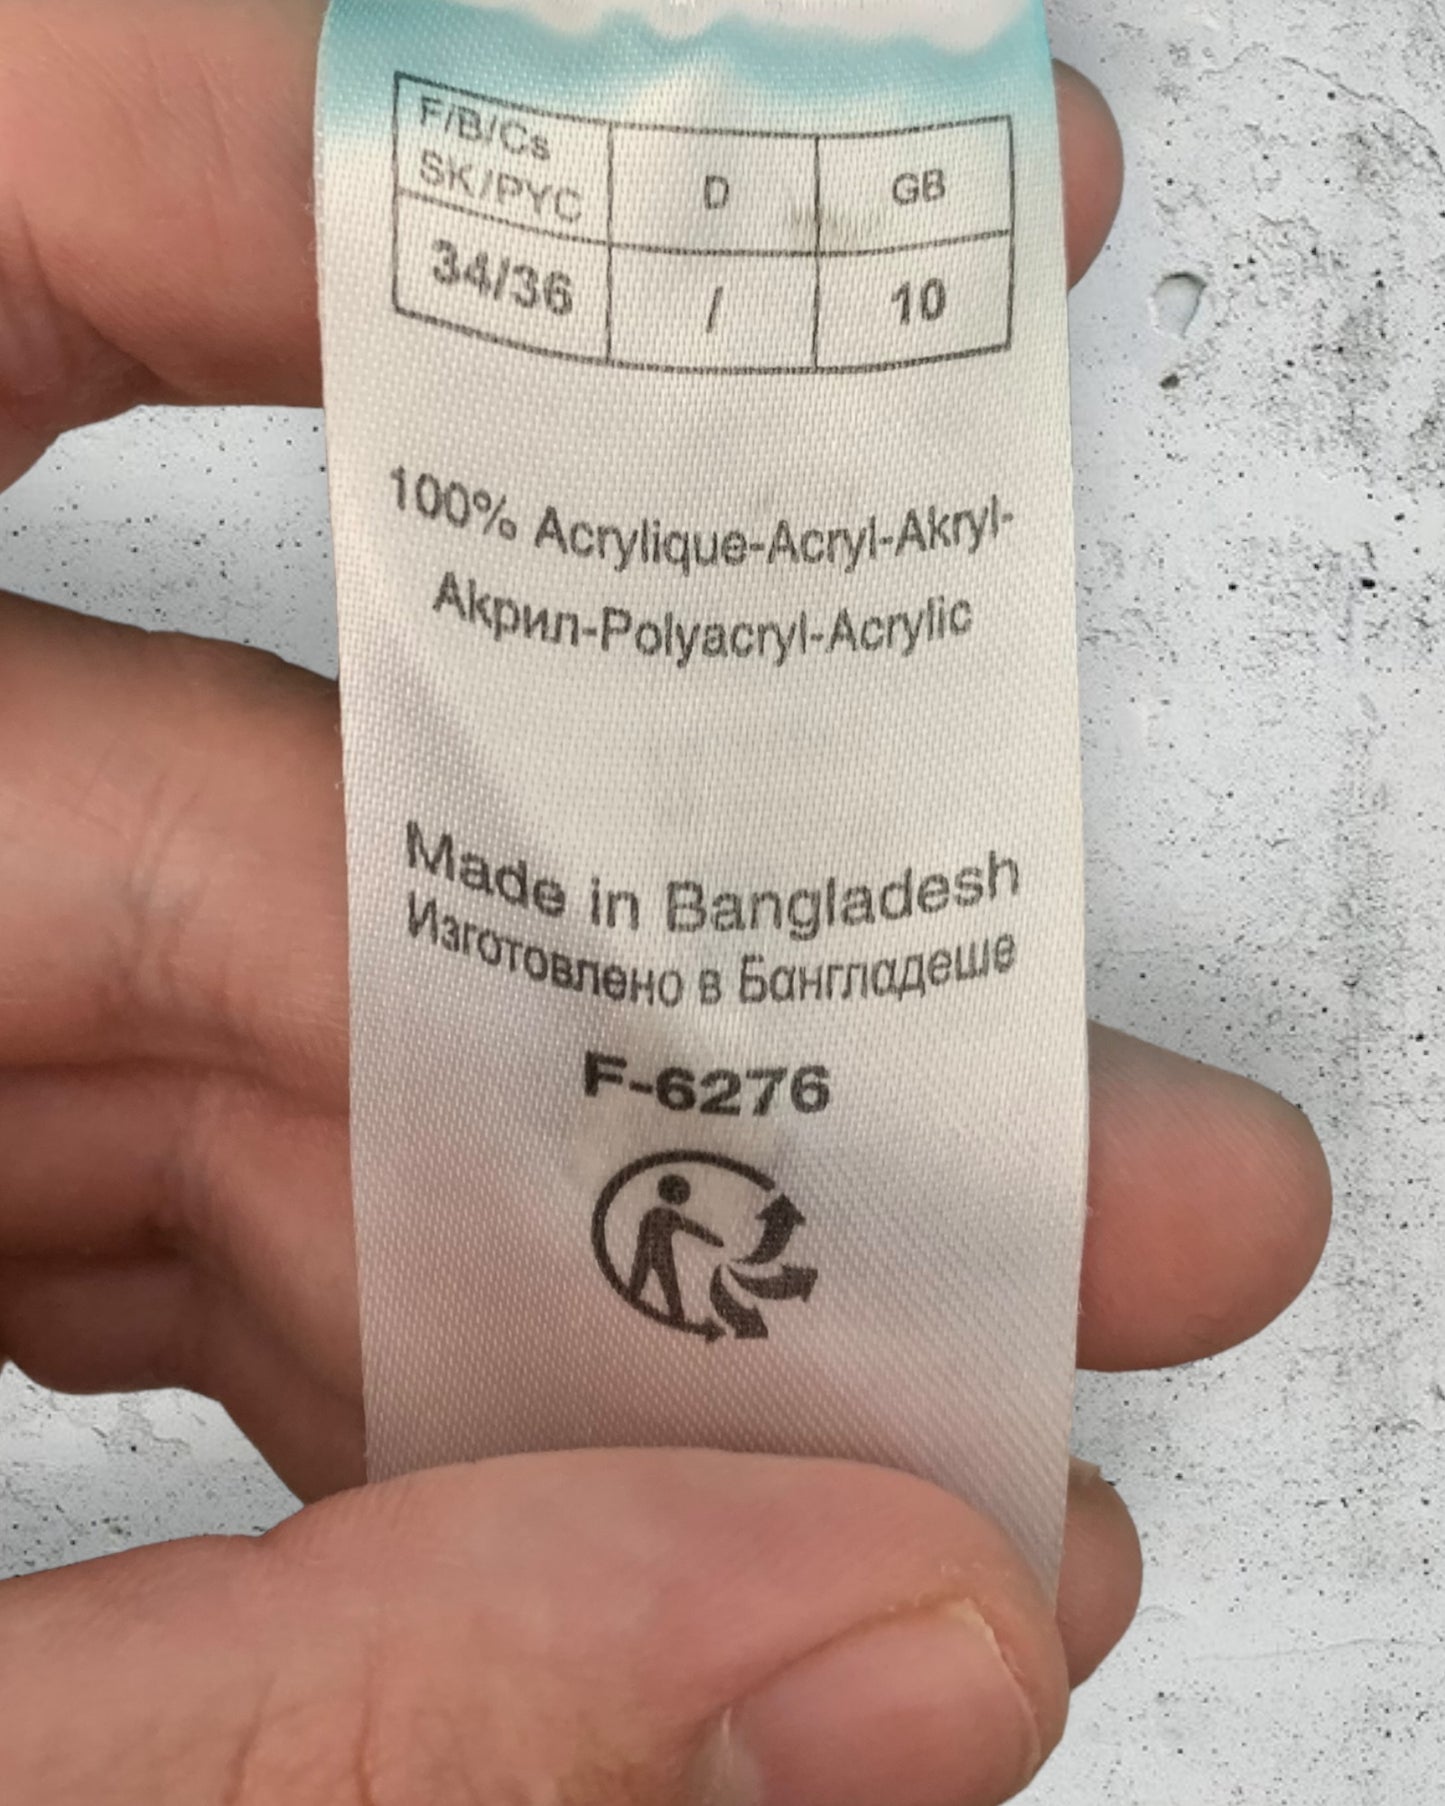 F/B/Cs D GB
SK/PYC
34/36 / 10
100% Acrylique-Acryl-Akryl-
Акрил-Polyacryl-Acrylic
Made in Bangladesh
Изготовлено в Бангладеше
F-6276